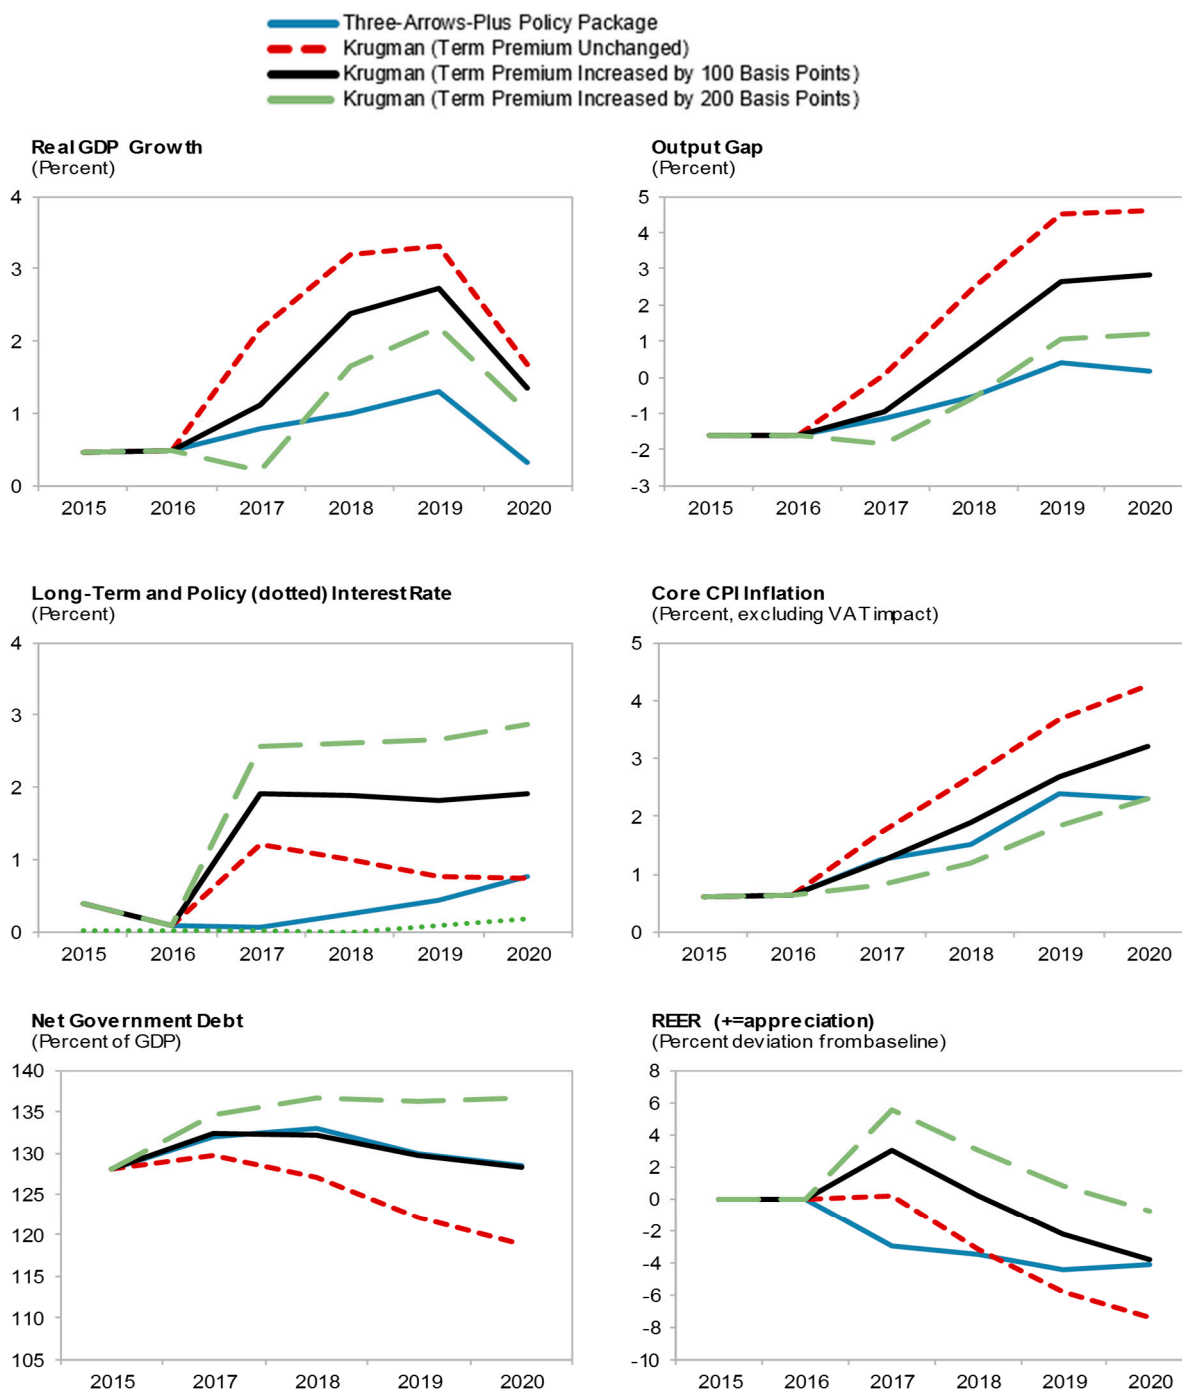 Three-Arrows-Plus Policy Package
Krugman (Term Premium Unchanged)
Krugman (Term Premium Increased by 100 Basis Points)
Krugman (Term Premium Increased by 200 Basis Points)
Real GDP Growth
(Percent)
4
3
2
1
0
2015 2016 2017 2018 2019 2020
Output Gap
(Percent)
5
4
3
2
1
0
-1
-2
-3
2015 2016 2017 2018 2019 2020
Long-Term and Policy (dotted) Interest Rate
(Percent)
4
3
2
1
0
2015 2016 2017 2018 2019 2020
Core CPI Inflation
(Percent, excluding VAT impact)
5
4
3
2
1
0
2015 2016 2017 2018 2019 2020
Net Government Debt
(Percent of GDP)
140
135
130
125
120
115
110
105
2015 2017 2018 2019 2020
REER (+=appreciation)
(Percent deviation from baseline)
8
6
4
2
0
-2
-4
-6
-8
-10
2015 2016 2017 2018 2019 2020